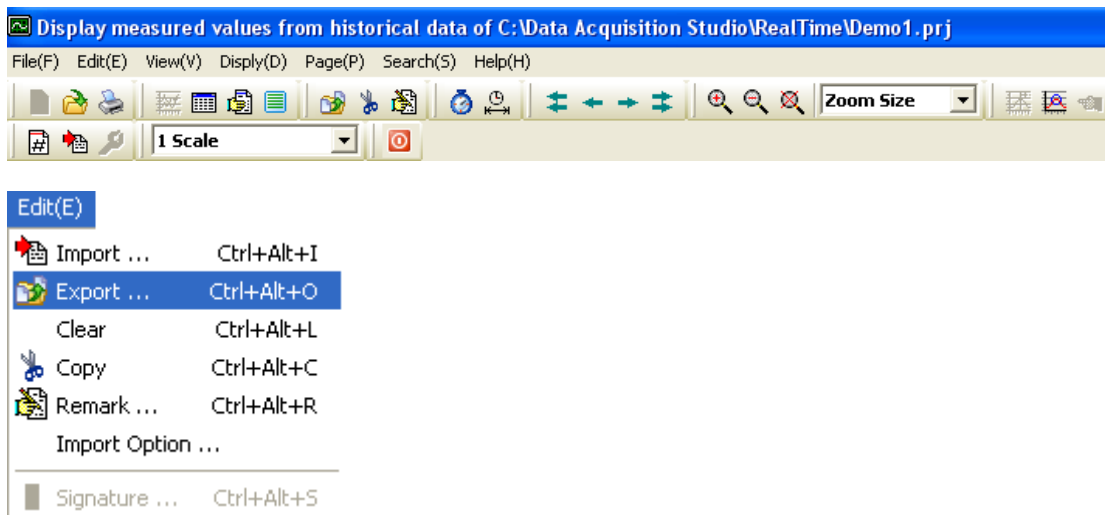 Display measured values from historical data of C:\Data Acquisition Studio\RealTime\Demo1.prj
File(F) Edit(E) View(V) Disply(D) Page(P) Search(S) Help(H)
Zoom Size
1 Scale
Edit(E)
Import ... Ctrl+Alt+I
Export ... Ctrl+Alt+O
Clear Ctrl+Alt+L
Copy Ctrl+Alt+C
Remark ... Ctrl+Alt+R
Import Option ...
Signature ... Ctrl+Alt+S